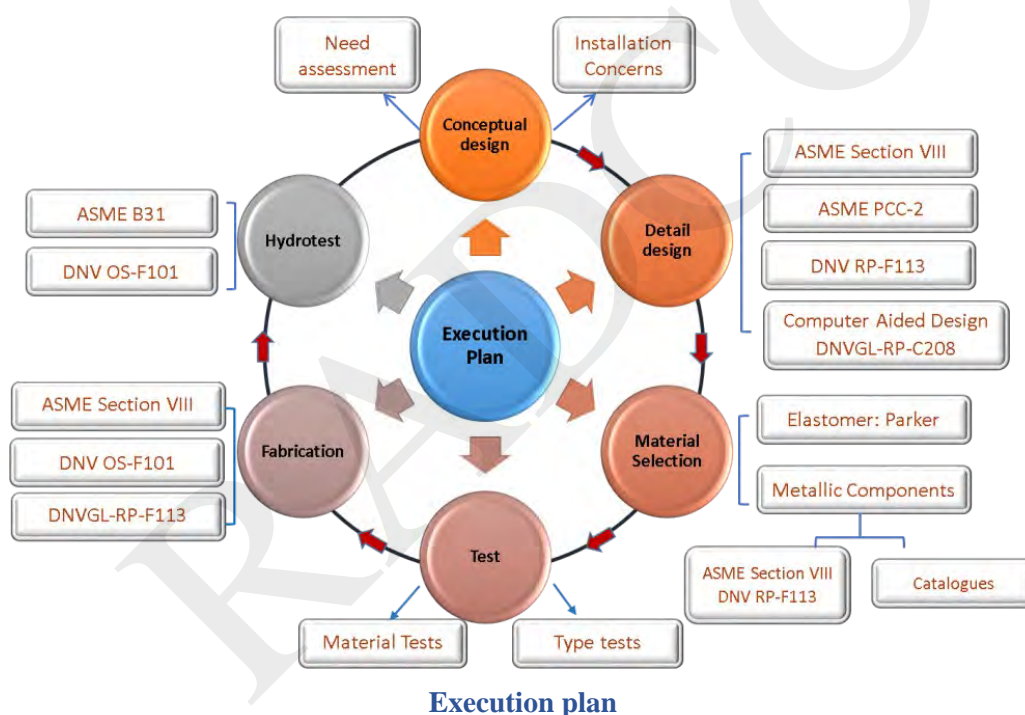 Need
assessment
Installation
Concerns
Conceptual
design
ASME Section VIII
ASME PCC-2
DNV RP-F113
Computer Aided Design
DNVGL-RP-C208
Detail
design
ASME B31
DNV OS-F101
Hydrotest
Execution
Plan
ASME Section VIII
DNV OS-F101
DNVGL-RP-F113
Fabrication
Material
Selection
Elastomer: Parker
Metallic Components
ASME Section VIII
DNV RP-F113
Catalogues
Test
Material Tests
Type tests
Execution plan